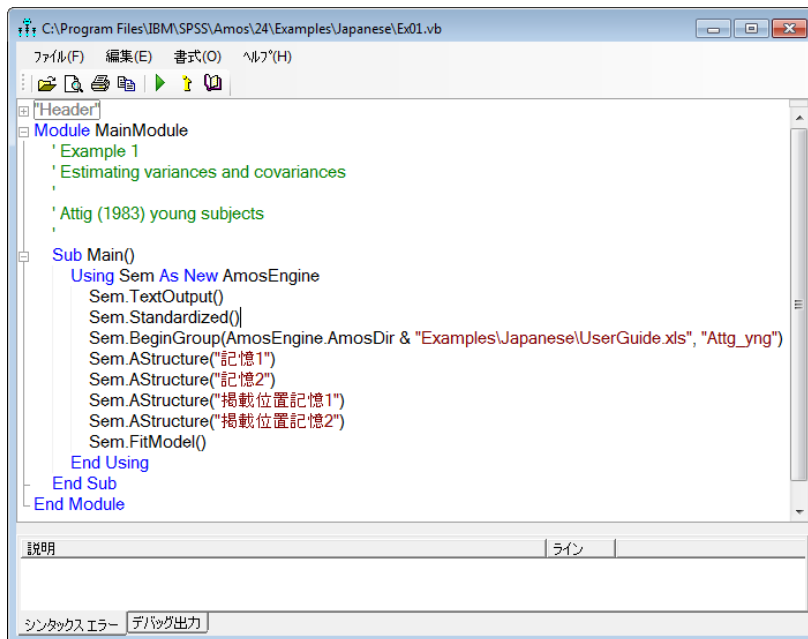 C:\Program Files\IBM\SPSS\Amos\24\Examples\Japanese\Ex01.vb
ファイル(F) 編集(E) 書式(O) ヘルプ(H)
"Header"
Module MainModule
' Example 1
' Estimating variances and covariances
'
' Attig (1983) young subjects
'
Sub Main()
Using Sem As New AmosEngine
Sem.TextOutput()
Sem.Standardized()
Sem.BeginGroup(AmosEngine.AmosDir & "Examples\Japanese\UserGuide.xls", "Attg_yng")
Sem.AStructure("記憶1")
Sem.AStructure("記憶2")
Sem.AStructure("掲載位置記憶1")
Sem.AStructure("掲載位置記憶2")
Sem.FitModel()
End Using
End Sub
End Module
説明 ライン
シンタックス エラー デバッグ出力